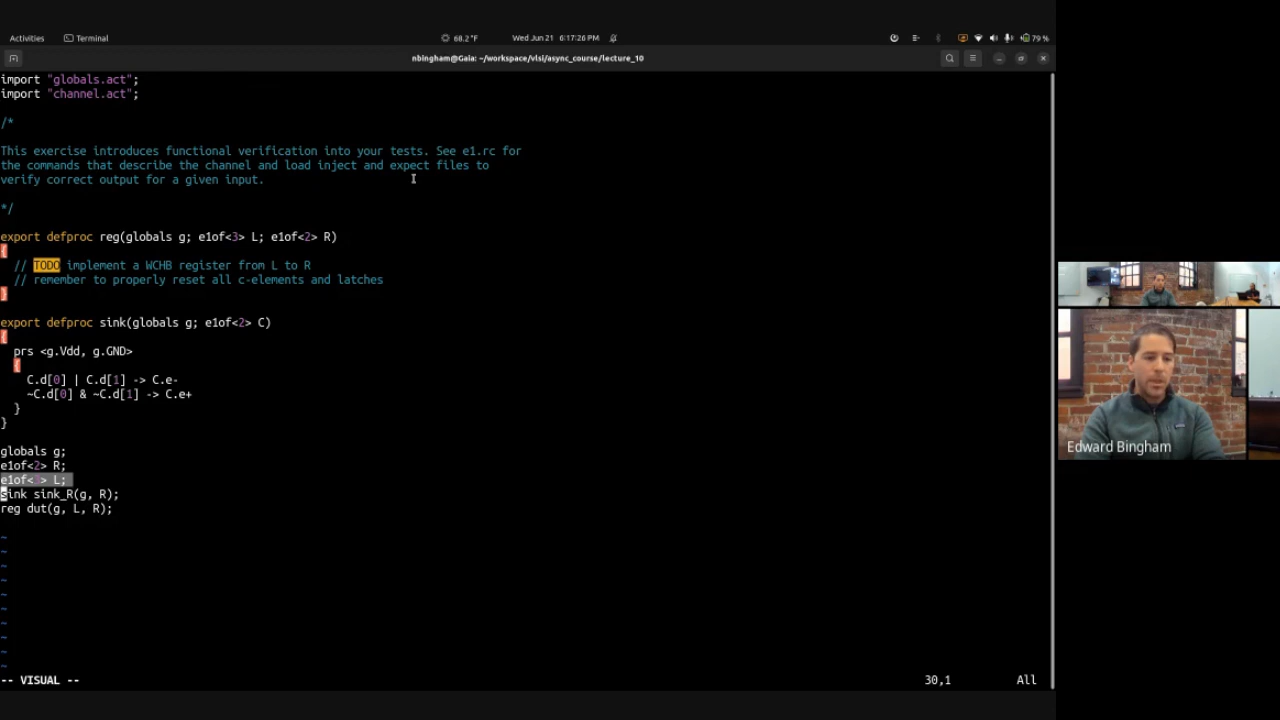 Activities
Terminal
68.2 °F
Wed Jun 21 6:17:26 PM
79 %
nbingham@Gaia: ~/workspace/vlsi/async_course/lecture_10
import "globals.act";
import "channel.act";
/*
This exercise introduces functional verification into your tests. See e1.rc for
the commands that describe the channel and load inject and expect files to
verify correct output for a given input.
*/
export defproc reg(globals g; e1of<3> L; e1of<2> R)
{
// TODO implement a WCHB register from L to R
// remember to properly reset all c-elements and latches
}
export defproc sink(globals g; e1of<2> C)
{
prs <g.Vdd, g.GND>
{
C.d[0] | C.d[1] -> C.e-
~C.d[0] & ~C.d[1] -> C.e+
}
}
globals g;
e1of<2> R;
e1of<3> L;
sink sink_R(g, R);
reg dut(g, L, R);
~
~
~
~
~
~
~
~
~
~
-- VISUAL --
30,1
All
Edward Bingham